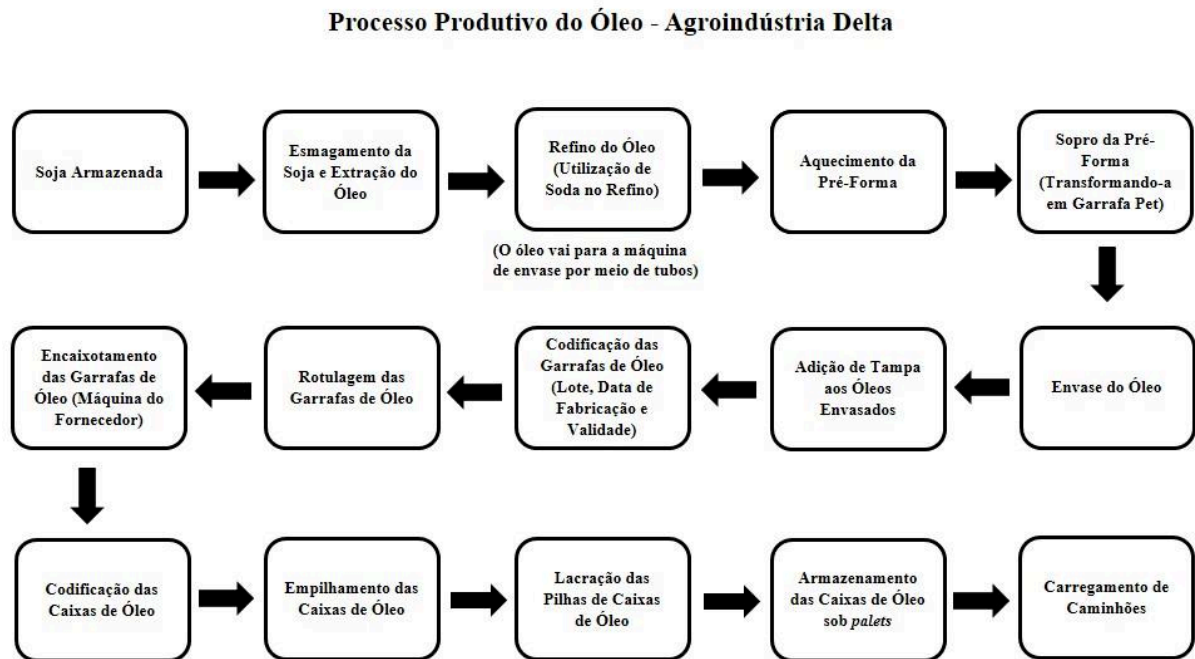 Processo Produtivo do Óleo - Agroindústria Delta
Soja Armazenada
Esmagamento da
Soja e Extração do
Óleo
Refino do Óleo
(Utilização de
Soda no Refino)
(O óleo vai para a máquina
de envase por meio de tubos)
Aquecimento da
Pré-Forma
Sopro da Pré-
Forma
(Transformando-a
em Garrafa Pet)
Envase do Óleo
Adição de Tampa
aos Óleos
Envasados
Codificação das
Garrafas de Óleo
(Lote, Data de
Fabricação e
Validade)
Rotulagem das
Garrafas de Óleo
Encaixotamento
das Garrafas de
Óleo (Máquina do
Fornecedor)
Codificação das
Caixas de Óleo
Empilhamento das
Caixas de Óleo
Lacração das
Pilhas de Caixas
de Óleo
Armazenamento
das Caixas de Óleo
sob palets
Carregamento de
Caminhões